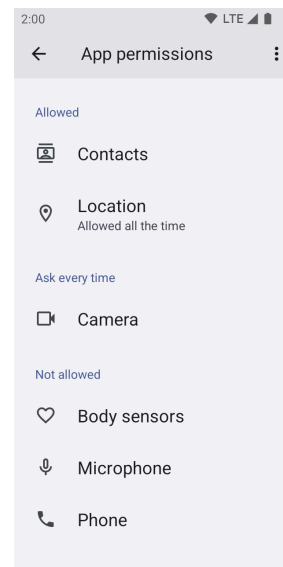 2:00 LTE
App permissions
Allowed
Contacts
Location
Allowed all the time
Ask every time
Camera
Not allowed
Body sensors
Microphone
Phone